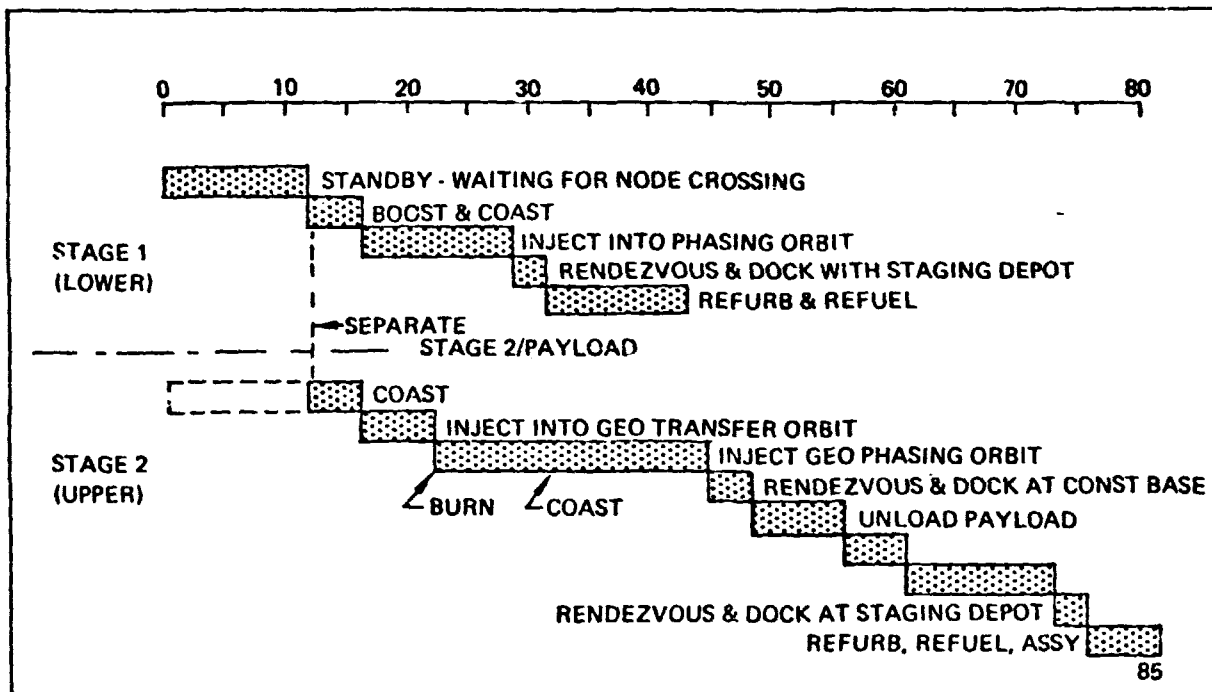 0 10 20 30 40 50 60 70 80
STANDBY - WAITING FOR NODE CROSSING
BOOST & COAST
STAGE 1
(LOWER)
INJECT INTO PHASING ORBIT
RENDEZVOUS & DOCK WITH STAGING DEPOT
REFURB & REFUEL
SEPARATE
STAGE 2/PAYLOAD
COAST
INJECT INTO GEO TRANSFER ORBIT
STAGE 2
(UPPER)
INJECT GEO PHASING ORBIT
RENDEZVOUS & DOCK AT CONST BASE
BURN
COAST
UNLOAD PAYLOAD
RENDEZVOUS & DOCK AT STAGING DEPOT
REFURB, REFUEL, ASSY
85